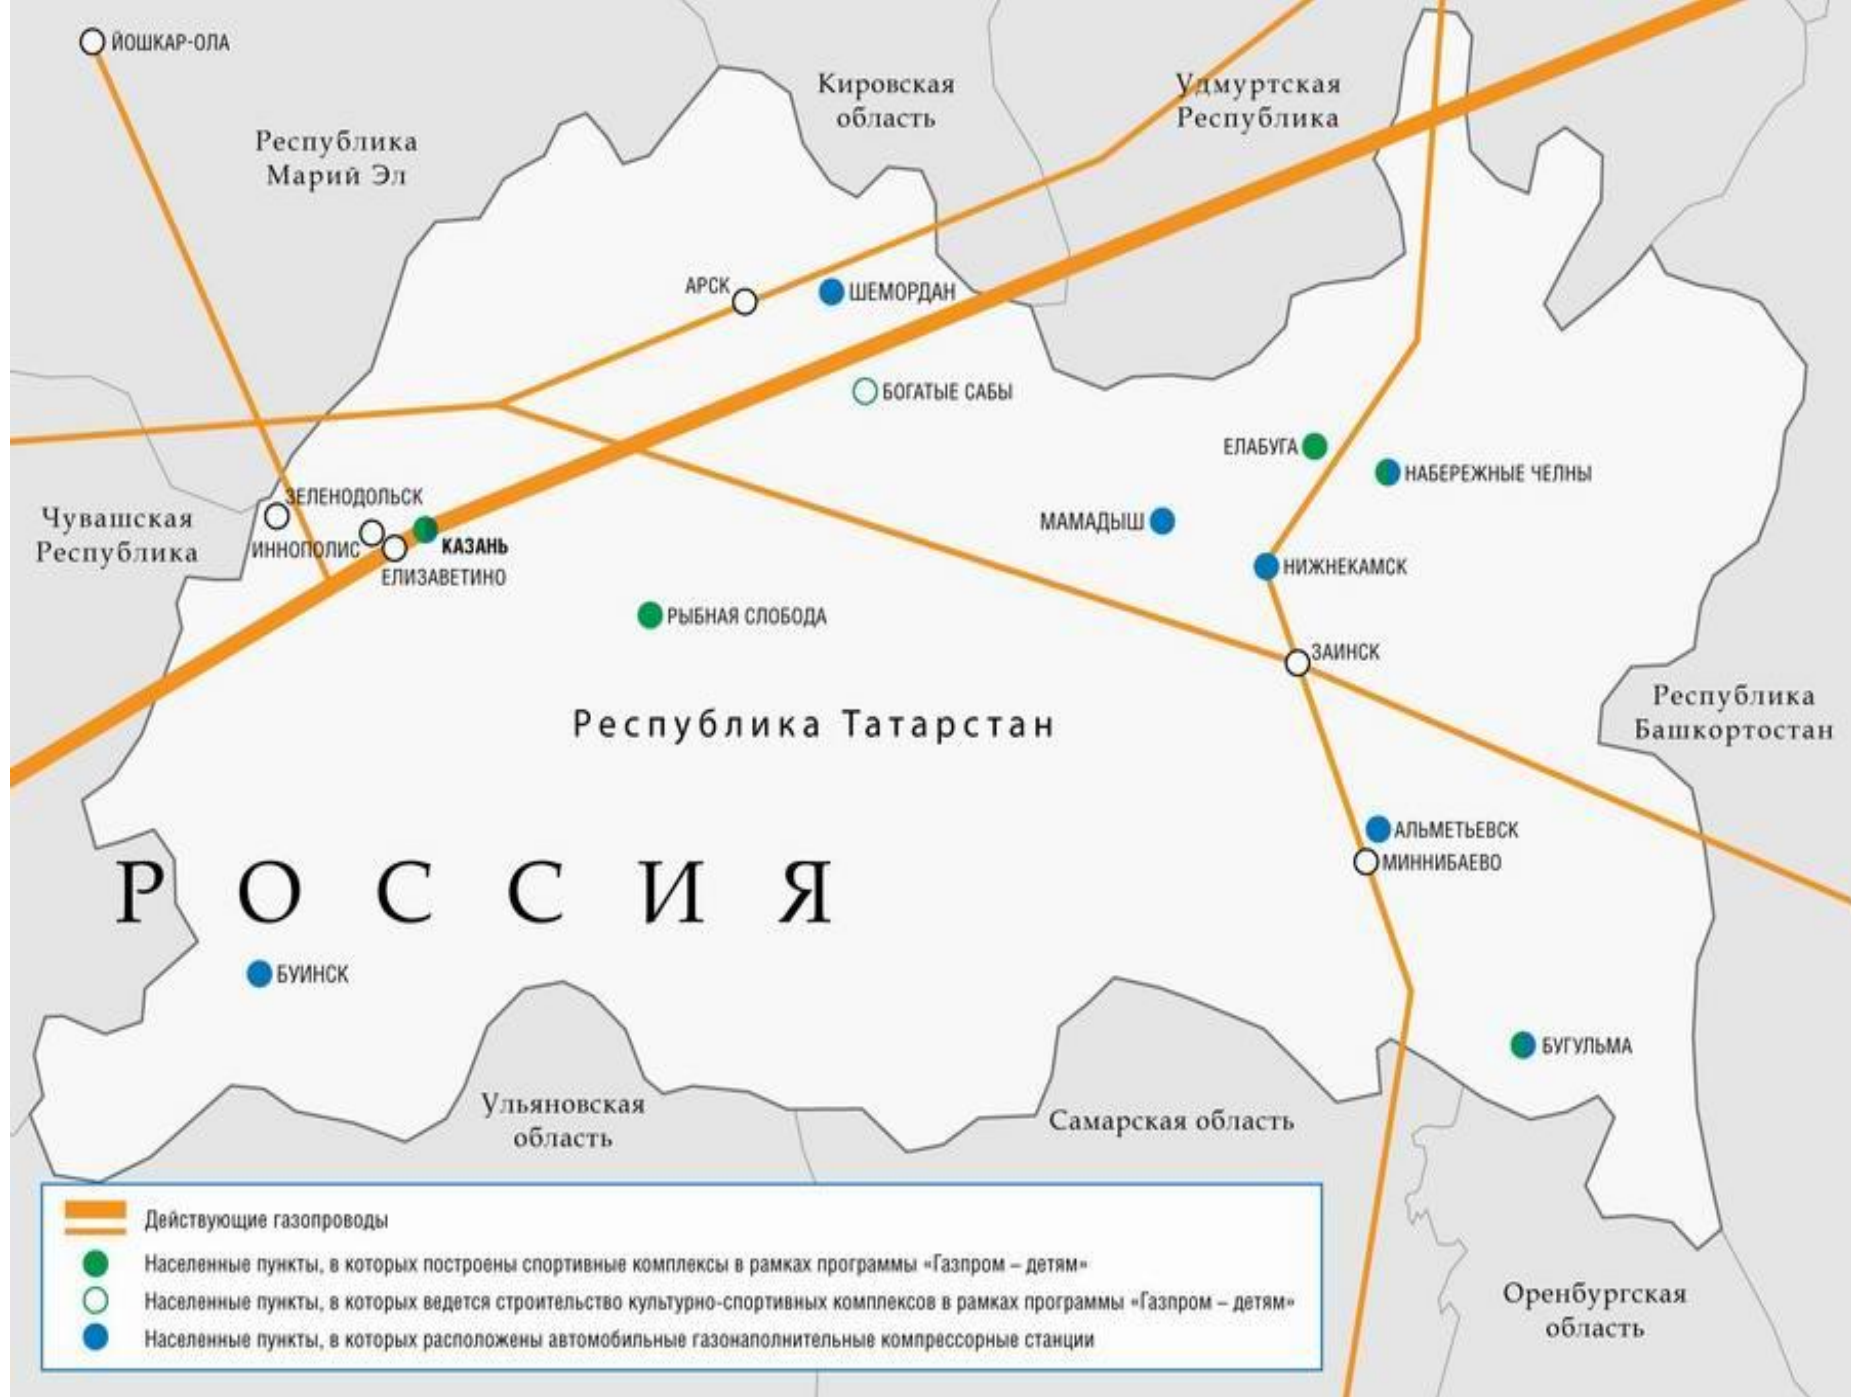 ЙОШКАР-ОЛА
Кировская
область
Удмуртская
Республика
Республика
Марий Эл
АРСК
ШЕМОРДАН
БОГАТЫЕ САБЫ
ЕЛАБУГА
НАБЕРЕЖНЫЕ ЧЕЛНЫ
ЗЕЛЕНОДОЛЬСК
Чувашская
Республика
ИННОПОЛИС
КАЗАНЬ
ЕЛИЗАВЕТИНО
МАМАДЫШ
НИЖНЕКАМСК
РЫБНАЯ СЛОБОДА
ЗАИНСК
Республика
Башкортостан
Республика Татарстан
АЛЬМЕТЬЕВСК
МИННИБАЕВО
РОССИЯ
БУИНСК
БУГУЛЬМА
Ульяновская
область
Самарская область
Оренбургская
область
Действующие газопроводы
Населенные пункты, в которых построены спортивные комплексы в рамках программы «Газпром – детям»
Населенные пункты, в которых ведется строительство культурно-спортивных комплексов в рамках программы «Газпром – детям»
Населенные пункты, в которых расположены автомобильные газонаполнительные компрессорные станции